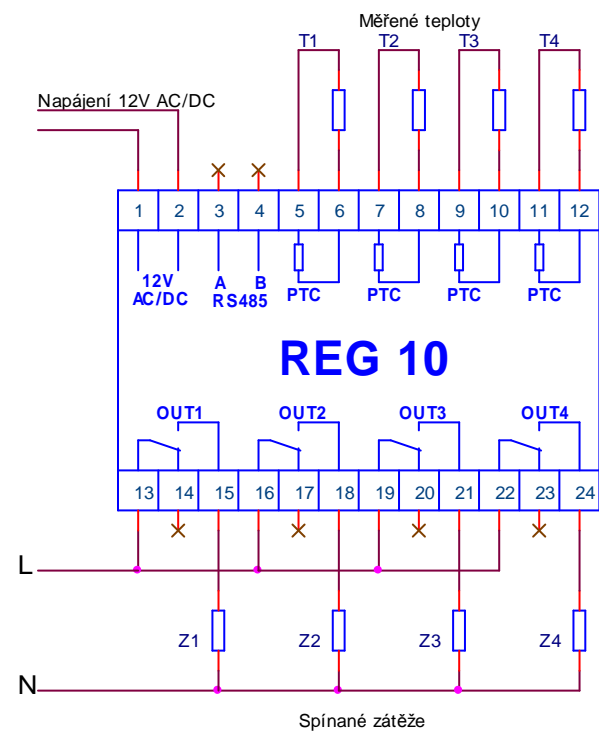 Měřené teploty
T1 T2 T3 T4
Napájení 12V AC/DC
1 2 3 4 5 6 7 8 9 10 11 12
12V
AC/DC
A B
RS485
PTC PTC PTC PTC
REG 10
OUT1 OUT2 OUT3 OUT4
13 14 15 16 17 18 19 20 21 22 23 24
L
Z1 Z2 Z3 Z4
N
Spínané zátěže